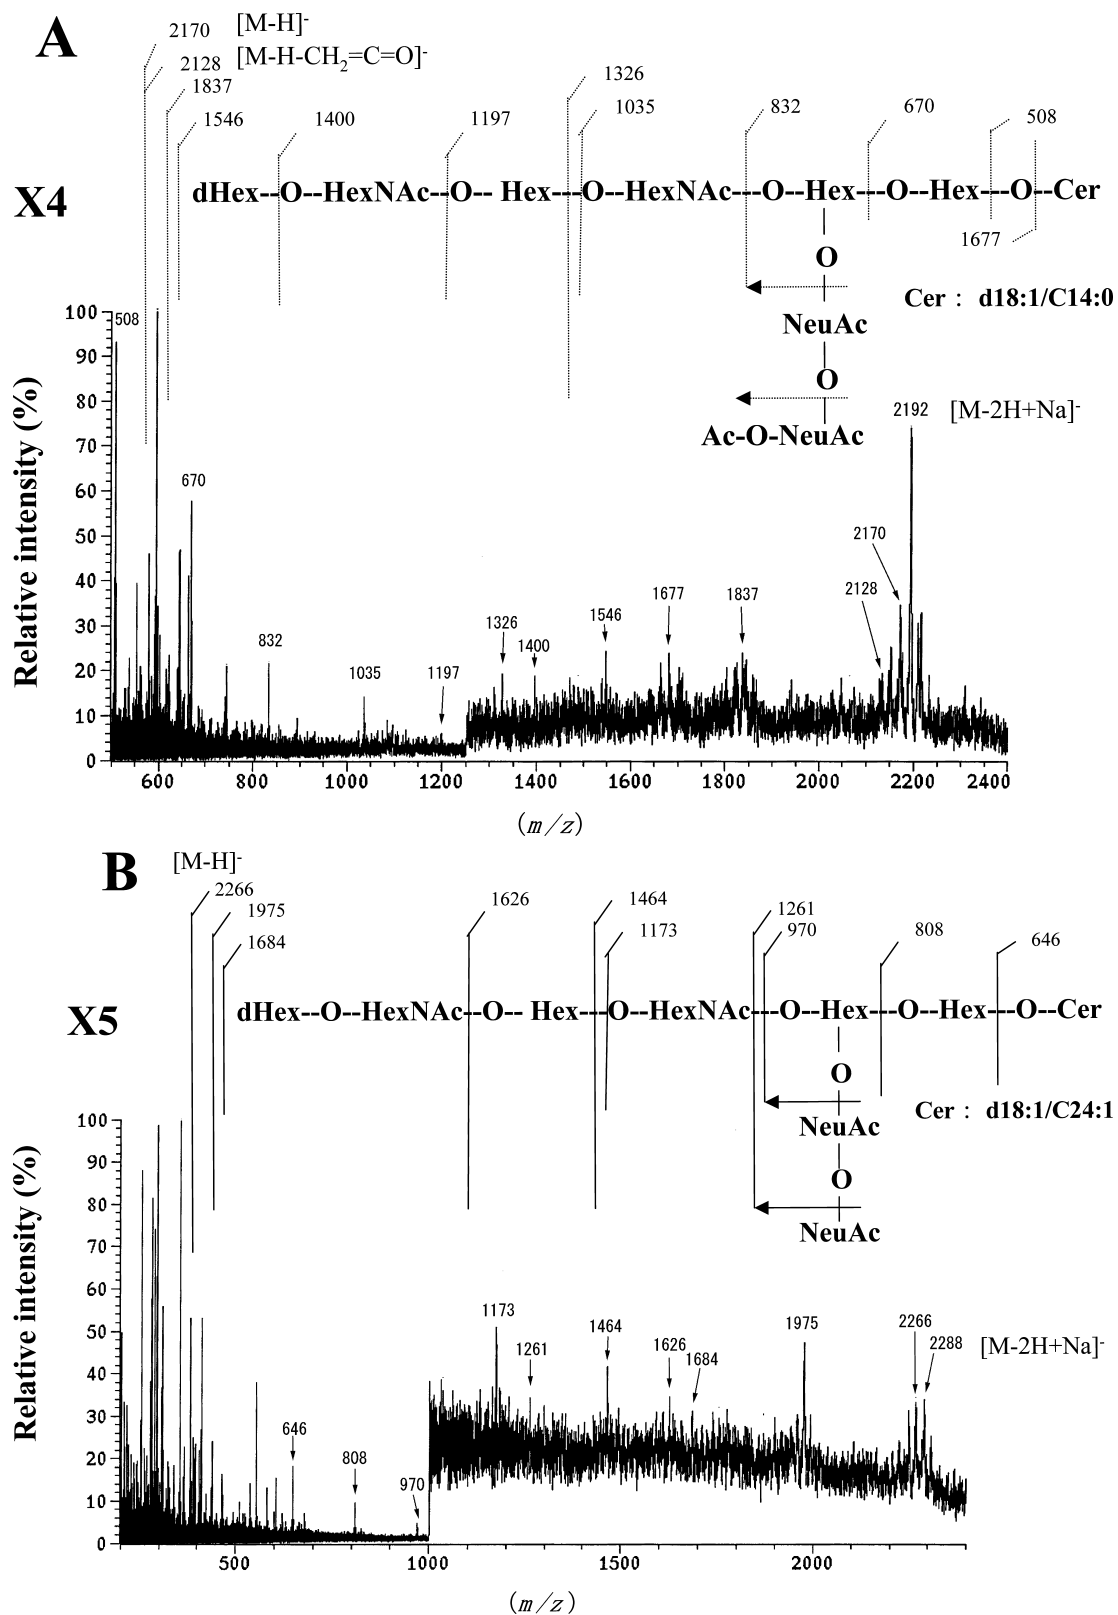 A
2170 [M-H]-
2128 [M-H-CH2=C=O]-
1837
1546
1400
1197
1326
1035
832
670
508
X4
dHex--O--HexNAc--O-- Hex---O--HexNAc---O--Hex---O--Hex---O--Cer
1677
O
NeuAc
Cer : d18:1/C14:0
O
Ac-O-NeuAc
Relative intensity (%)
100
90
80
70
60
50
40
30
20
10
0
508
670
832
1035
1197
1326
1400
1546
1677
1837
2128
2170
2192
[M-2H+Na]-
600 800 1000 1200 1400 1600 1800 2000 2200 2400
(m/z)
B
[M-H]-
2266
1975
1684
1626
1464
1173
1261
970
808
646
X5
dHex--O--HexNAc--O-- Hex---O--HexNAc---O--Hex---O--Hex---O--Cer
O
NeuAc
Cer : d18:1/C24:1
O
NeuAc
Relative intensity (%)
100
90
80
70
60
50
40
30
20
10
0
646
808
970
1173
1261
1464
1626
1684
1975
2266
2288
[M-2H+Na]-
500 1000 1500 2000
(m/z)